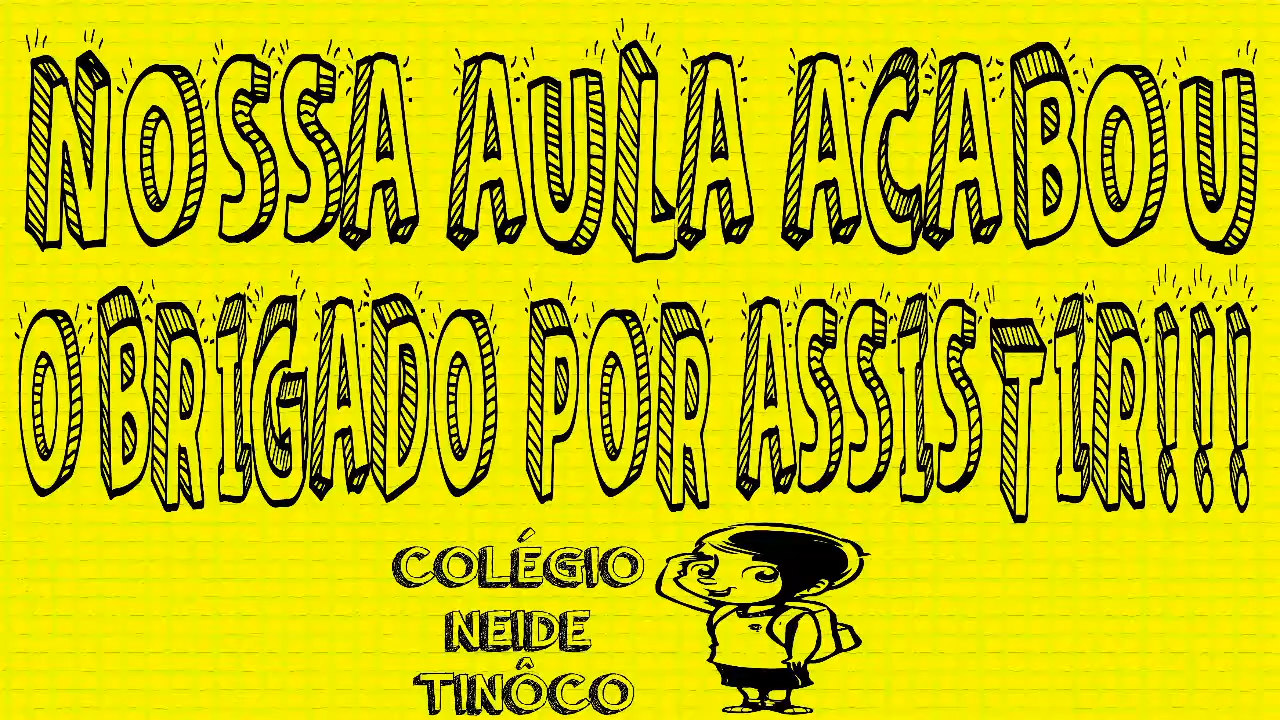 NOSSA AULA ACABOU
OBRIGADO POR ASSISTIR!!!
COLÉGIO
NEIDE
TINÔCO